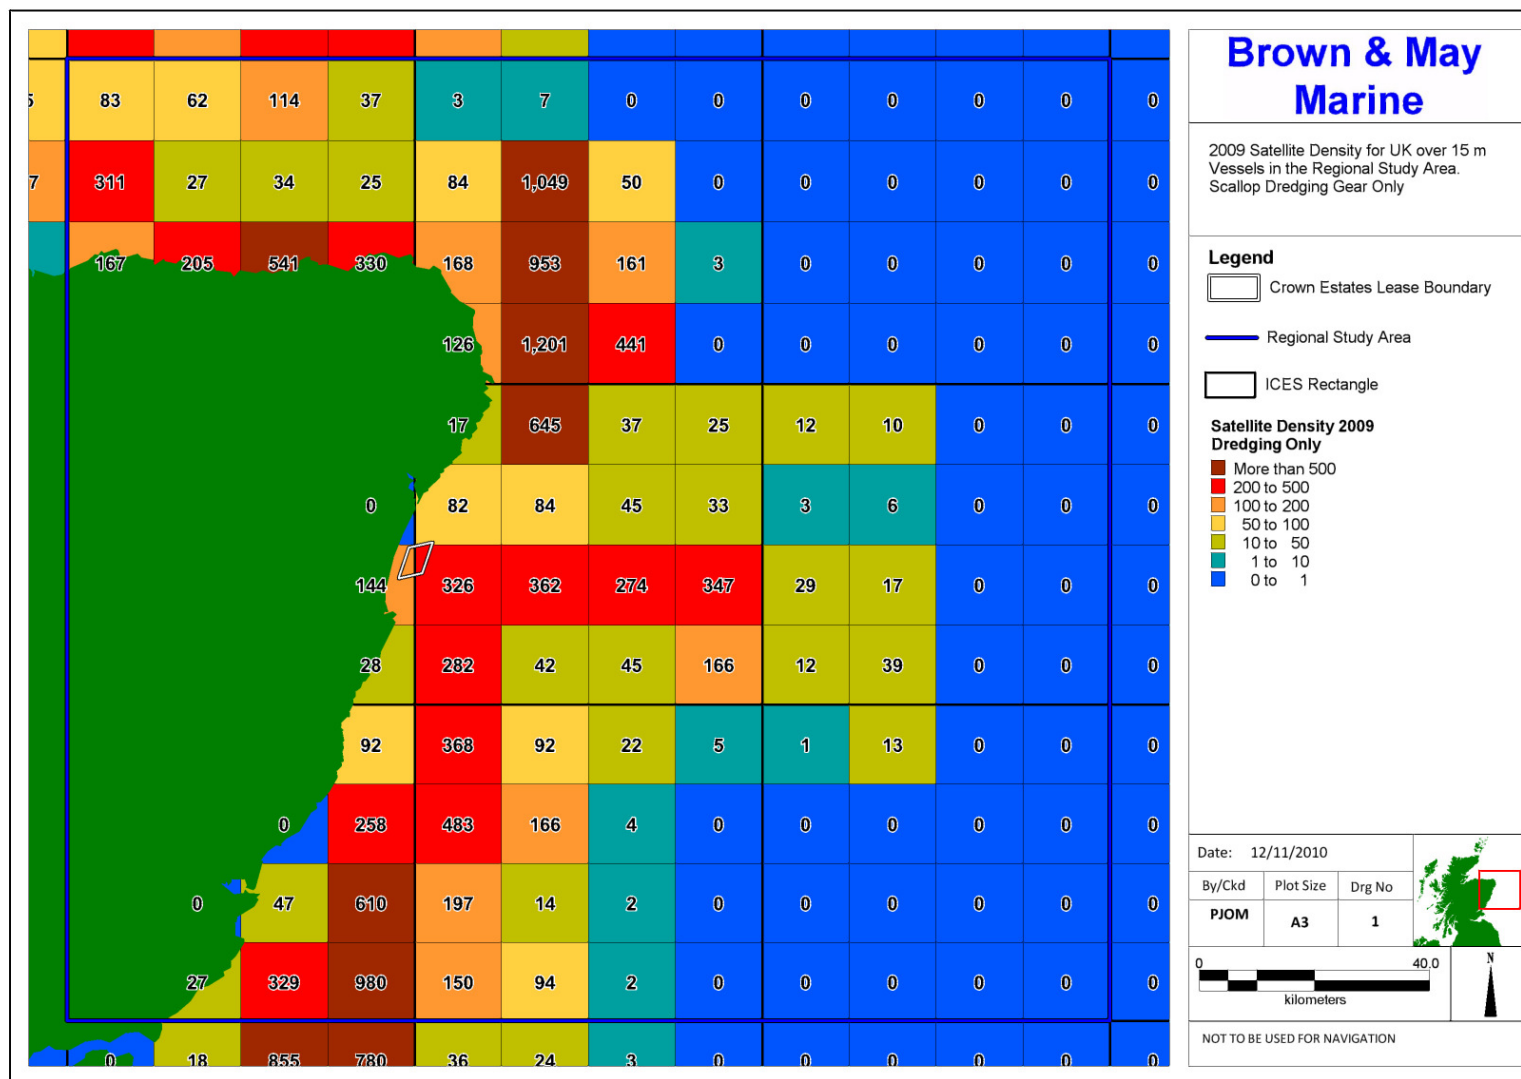 5 83 62 114 37 3 7 0 0 0 0 0 0 0
7 311 27 34 25 84 1,049 50 0 0 0 0 0 0
167 205 541 330 168 953 161 3 0 0 0 0 0
126 1,201 441 0 0 0 0 0 0
17 645 37 25 12 10 0 0 0
0 82 84 45 33 3 6 0 0 0
144 326 362 274 347 29 17 0 0 0
28 282 42 45 166 12 39 0 0 0
92 368 92 22 5 1 13 0 0 0
0 258 483 166 4 0 0 0 0 0 0
0 47 610 197 14 2 0 0 0 0 0 0
27 329 980 150 94 2 0 0 0 0 0 0
0 18 855 780 36 24 3 0 0 0 0 0 0
Brown & May
Marine
2009 Satellite Density for UK over 15 m
Vessels in the Regional Study Area.
Scallop Dredging Gear Only
Legend
Crown Estates Lease Boundary
Regional Study Area
ICES Rectangle
Satellite Density 2009
Dredging Only
More than 500
200 to 500
100 to 200
50 to 100
10 to 50
1 to 10
0 to 1
Date: 12/11/2010
By/Ckd Plot Size Drg No
PJOM A3 1
0 40.0
kilometers
N
NOT TO BE USED FOR NAVIGATION